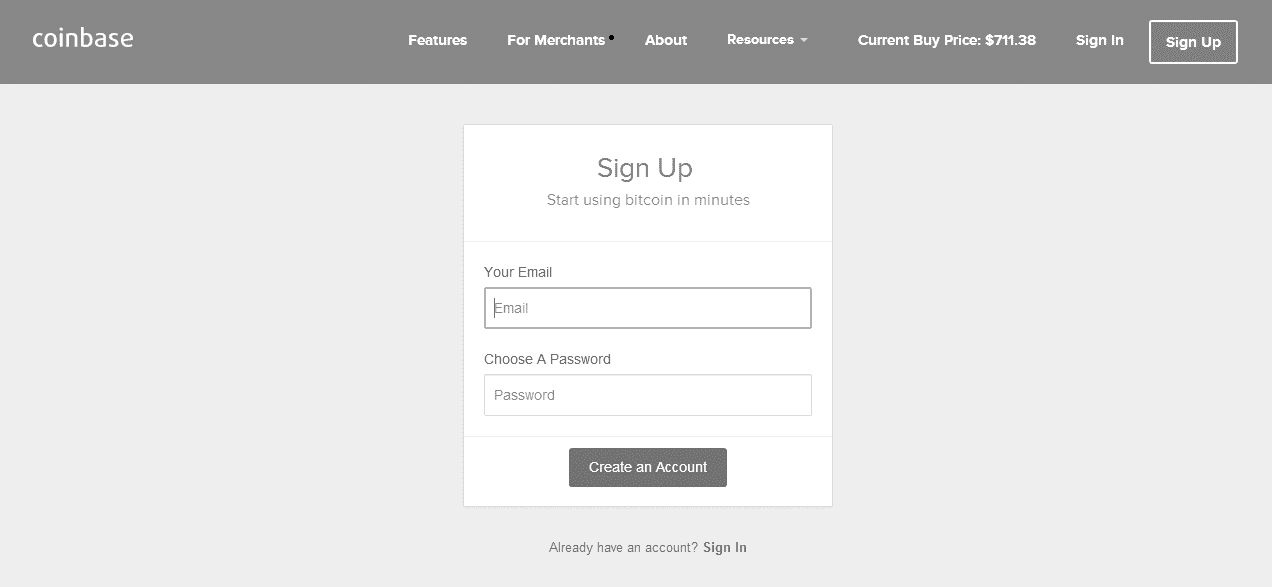 coinbase Features For Merchants About Resources Current Buy Price: $711.38 Sign In Sign Up
Sign Up
Start using bitcoin in minutes
Your Email
Email
Choose A Password
Password
Create an Account
Already have an account? Sign In